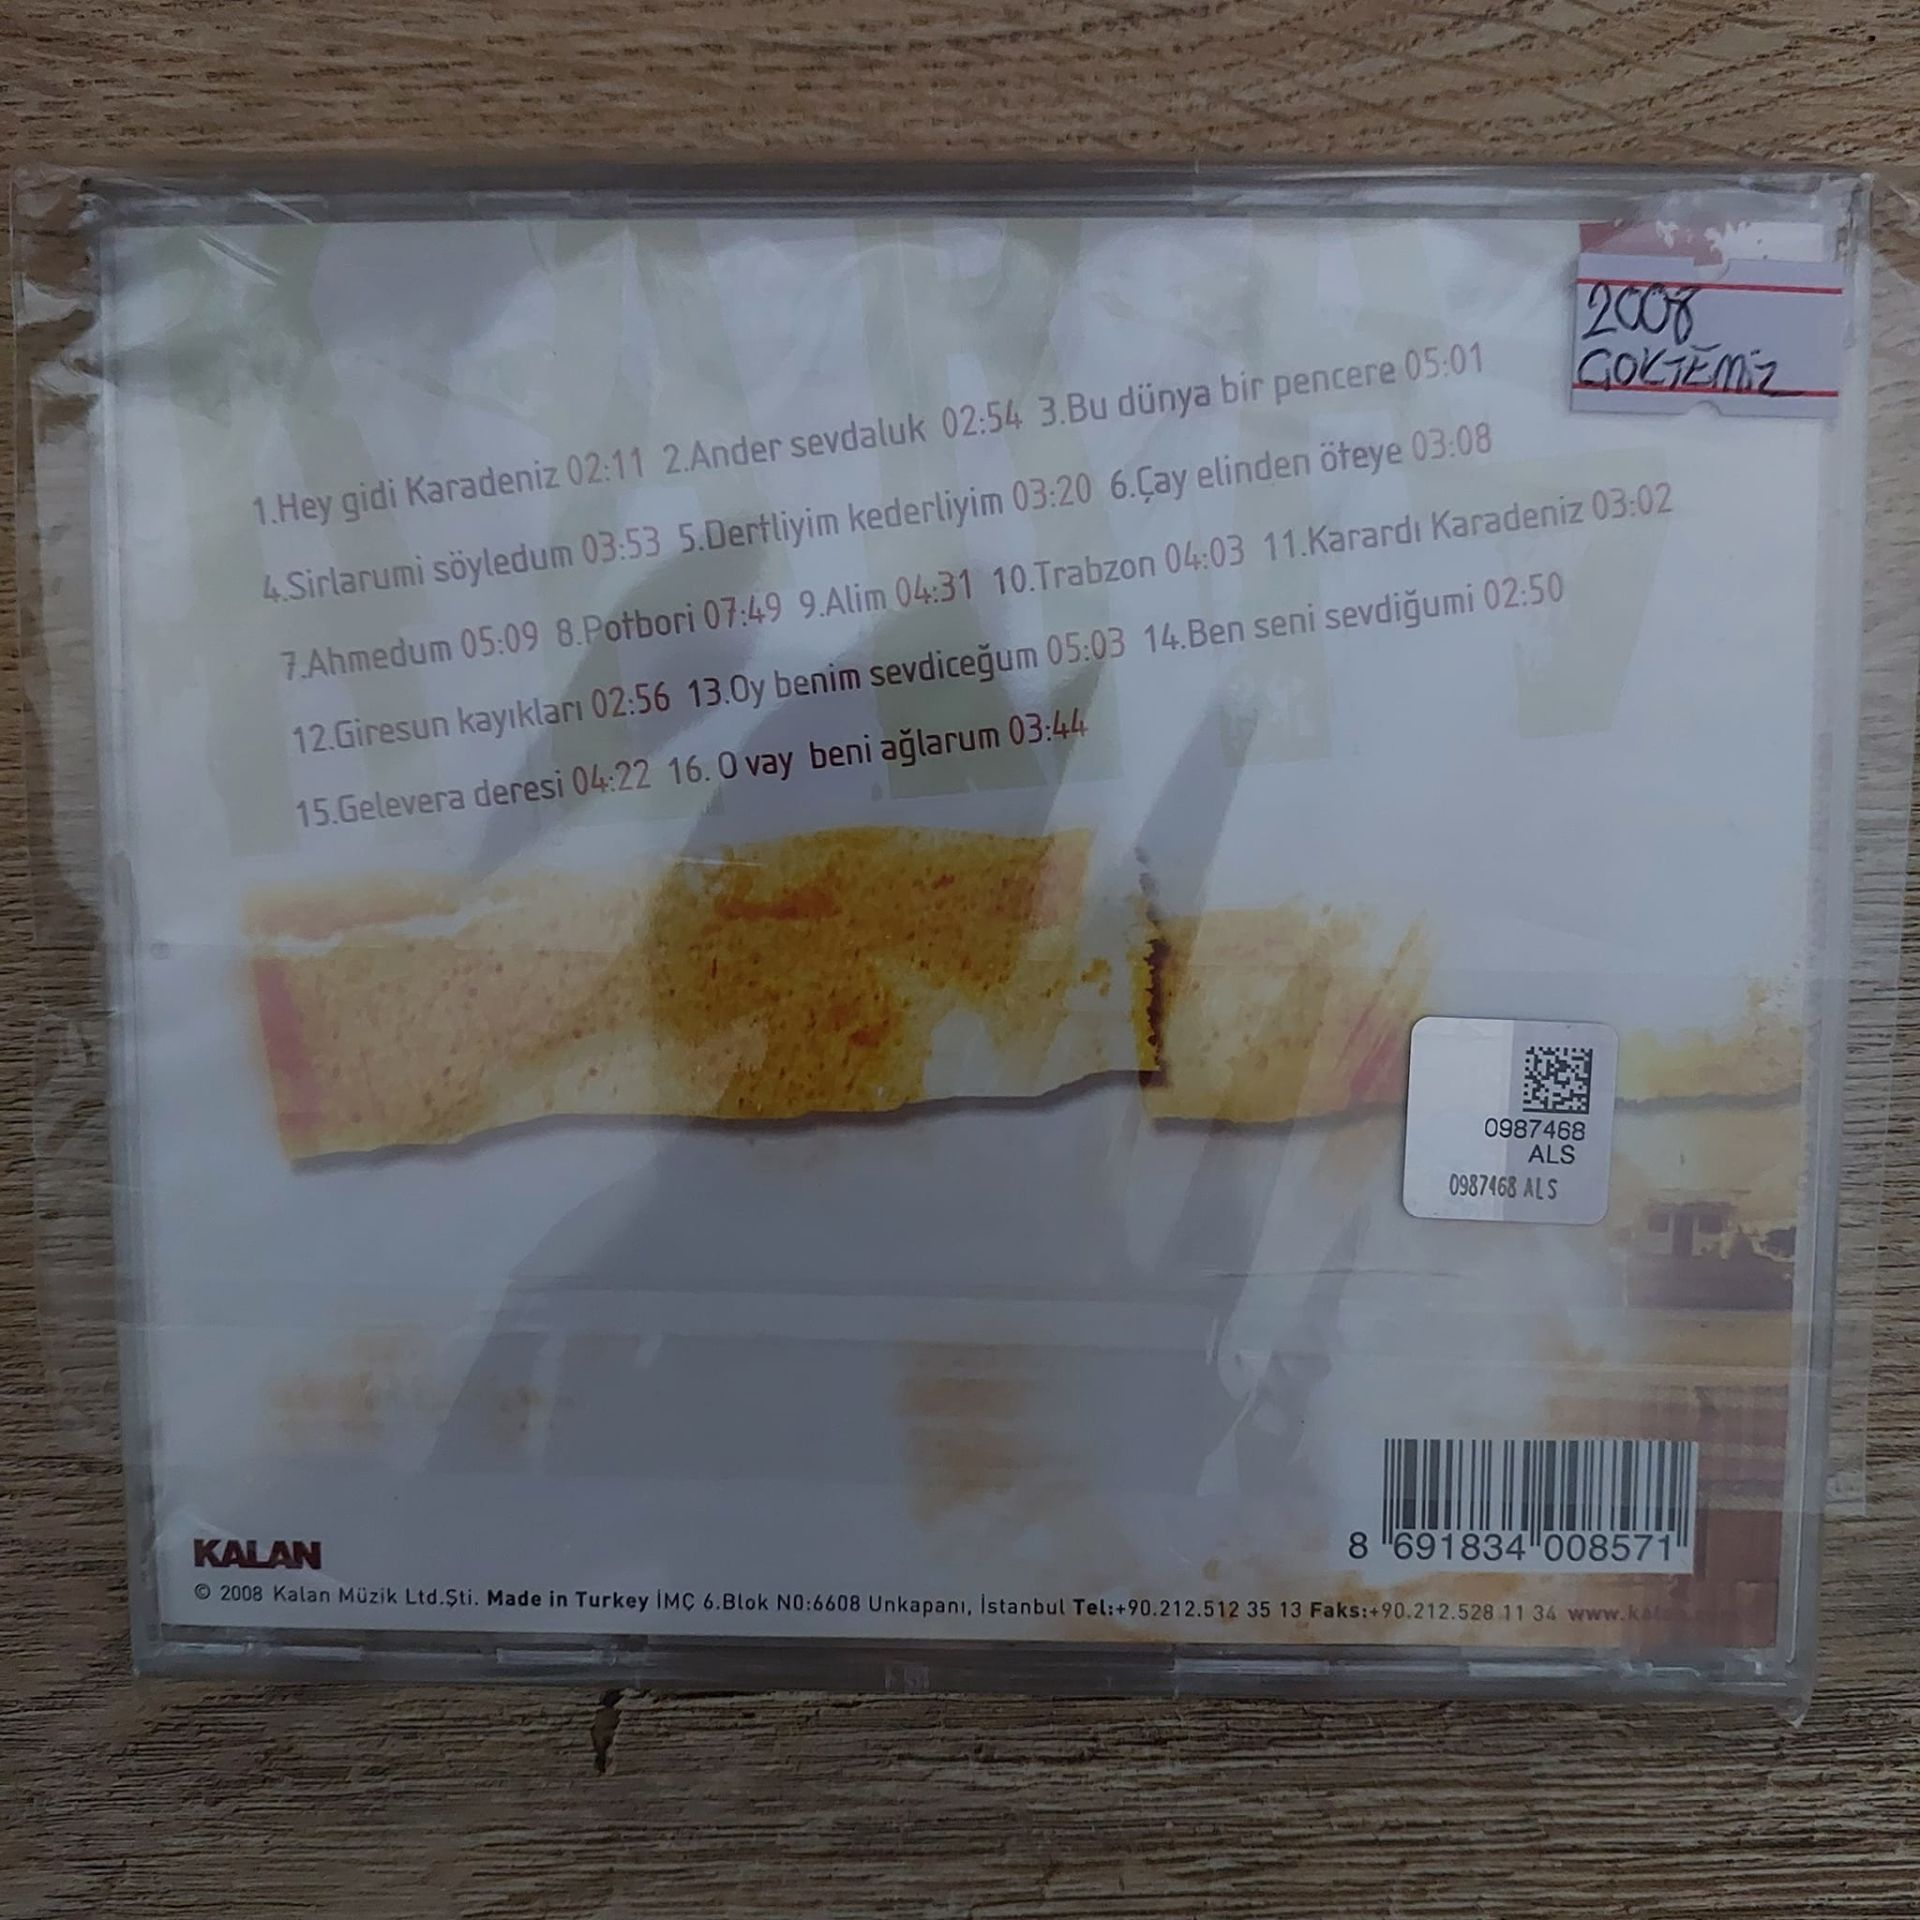 2008
ÇOK TEMİZ
1.Hey gidi Karadeniz 02:11 2.Ander sevdaluk 02:54 3.Bu dünya bir pencere 05:01
4.Sirlarumi söyledum 03:53 5.Dertliyim kederliyim 03:20 6.Çay elinden öteye 03:08
7.Ahmedum 05:09 8.Potbori 07:49 9.Alim 04:31 10.Trabzon 04:03 11.Karardı Karadeniz 03:02
12.Giresun kayıkları 02:56 13.Oy benim sevdiceğum 05:03 14.Ben seni sevdiğumi 02:50
15.Gelevera deresi 04:22 16. O vay beni ağlarum 03:44
0987468
ALS
0987468 ALS
8 691834 008571
KALAN
© 2008 Kalan Müzik Ltd.Şti. Made in Turkey İMÇ 6.Blok NO:6608 Unkapanı, İstanbul Tel:+90.212.512 35 13 Faks:+90.212.528 11 34